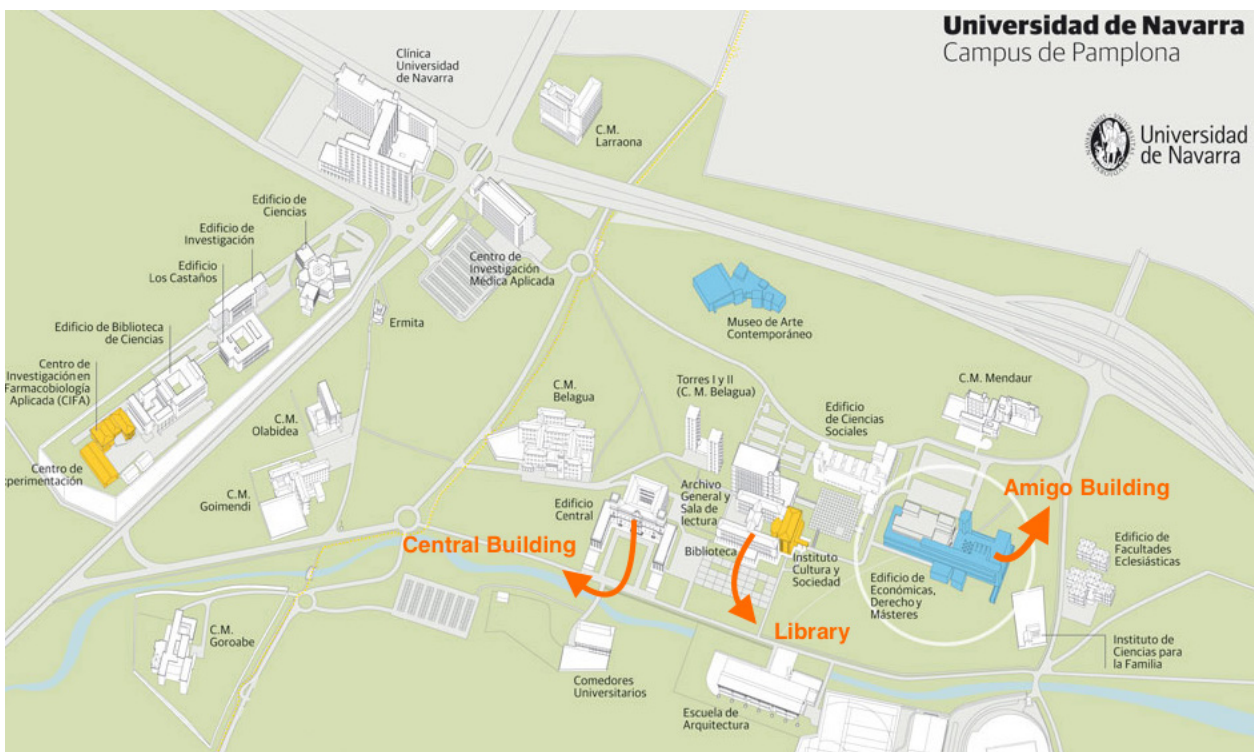 Universidad de Navarra
Campus de Pamplona
Universidad
de Navarra
Clínica
Universidad
de Navarra
C.M.
Larraona
Edificio de
Ciencias
Edificio de
Investigación
Edificio
Los Castaños
Centro de
Investigación
Médica Aplicada
Edificio de Biblioteca
de Ciencias
Ermita
Museo de Arte
Contemporáneo
Centro de
Investigación en
Farmacobiología
Aplicada (CIFA)
C.M.
Olabidea
C.M.
Belagua
Torres I y II
(C. M. Belagua)
Edificio
de Ciencias
Sociales
C.M. Mendaur
Centro de
xperimentación
C.M.
Goimendi
Edificio
Central
Archivo
General y
Sala de
lectura
Amigo Building
Central Building
Biblioteca
Instituto
Cultura y
Sociedad
Edificio de
Económicas,
Derecho y
Másteres
Edificio de
Facultades
Eclesiásticas
Library
C.M.
Goroabe
Comedores
Universitarios
Escuela de
Arquitectura
Instituto de
Ciencias para
la Familia